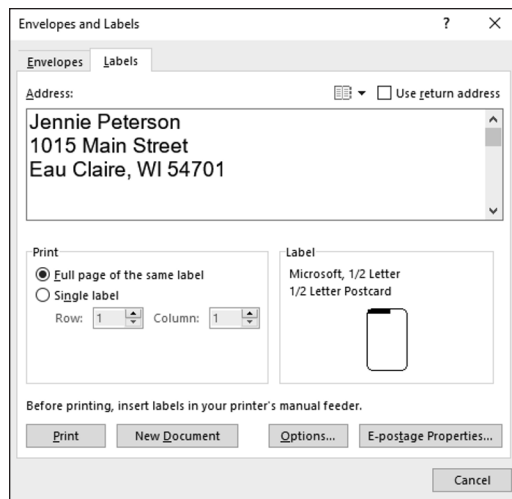 Envelopes and Labels ? ×
Envelopes Labels
Address: Use return address
Jennie Peterson
1015 Main Street
Eau Claire, WI 54701
Print
Full page of the same label
Single label
Row: 1 Column: 1
Label
Microsoft, 1/2 Letter
1/2 Letter Postcard
Before printing, insert labels in your printer's manual feeder.
Print New Document Options... E-postage Properties...
Cancel